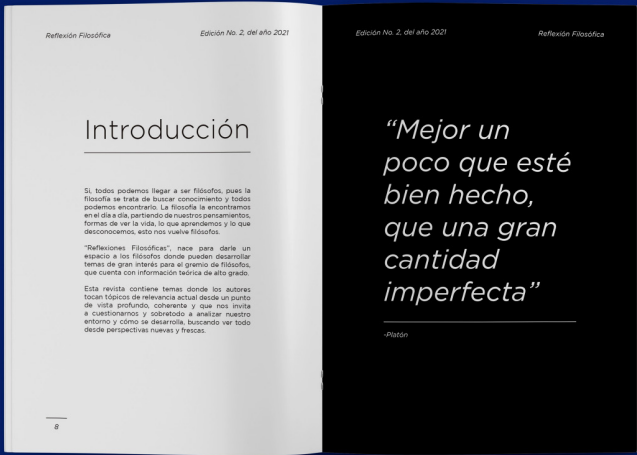 Reflexión Filosófica
Edición No. 2, del año 2021
Introducción
Si, todos podemos llegar a ser filósofos, pues la
filosofía se trata de buscar conocimiento y todos
podemos encontrarlo. La filosofía la encontramos
en el día a día, partiendo de nuestros pensamientos,
formas de ver la vida, lo que aprendemos y lo que
desconocemos, esto nos vuelve filósofos.
"Reflexiones Filosóficas", nace para darle un
espacio a los filósofos donde pueden desarrollar
temas de gran interés para el gremio de filósofos,
que cuenta con información teórica de alto grado.
Esta revista contiene temas donde los autores
tocan tópicos de relevancia actual desde un punto
de vista profundo, coherente y que nos invita
a cuestionarnos y sobretodo a analizar nuestro
entorno y cómo se desarrolla, buscando ver todo
desde perspectivas nuevas y frescas.
8
Edición No. 2, del año 2021
Reflexión Filosófica
“Mejor un
poco que esté
bien hecho,
que una gran
cantidad
imperfecta”
-Platón